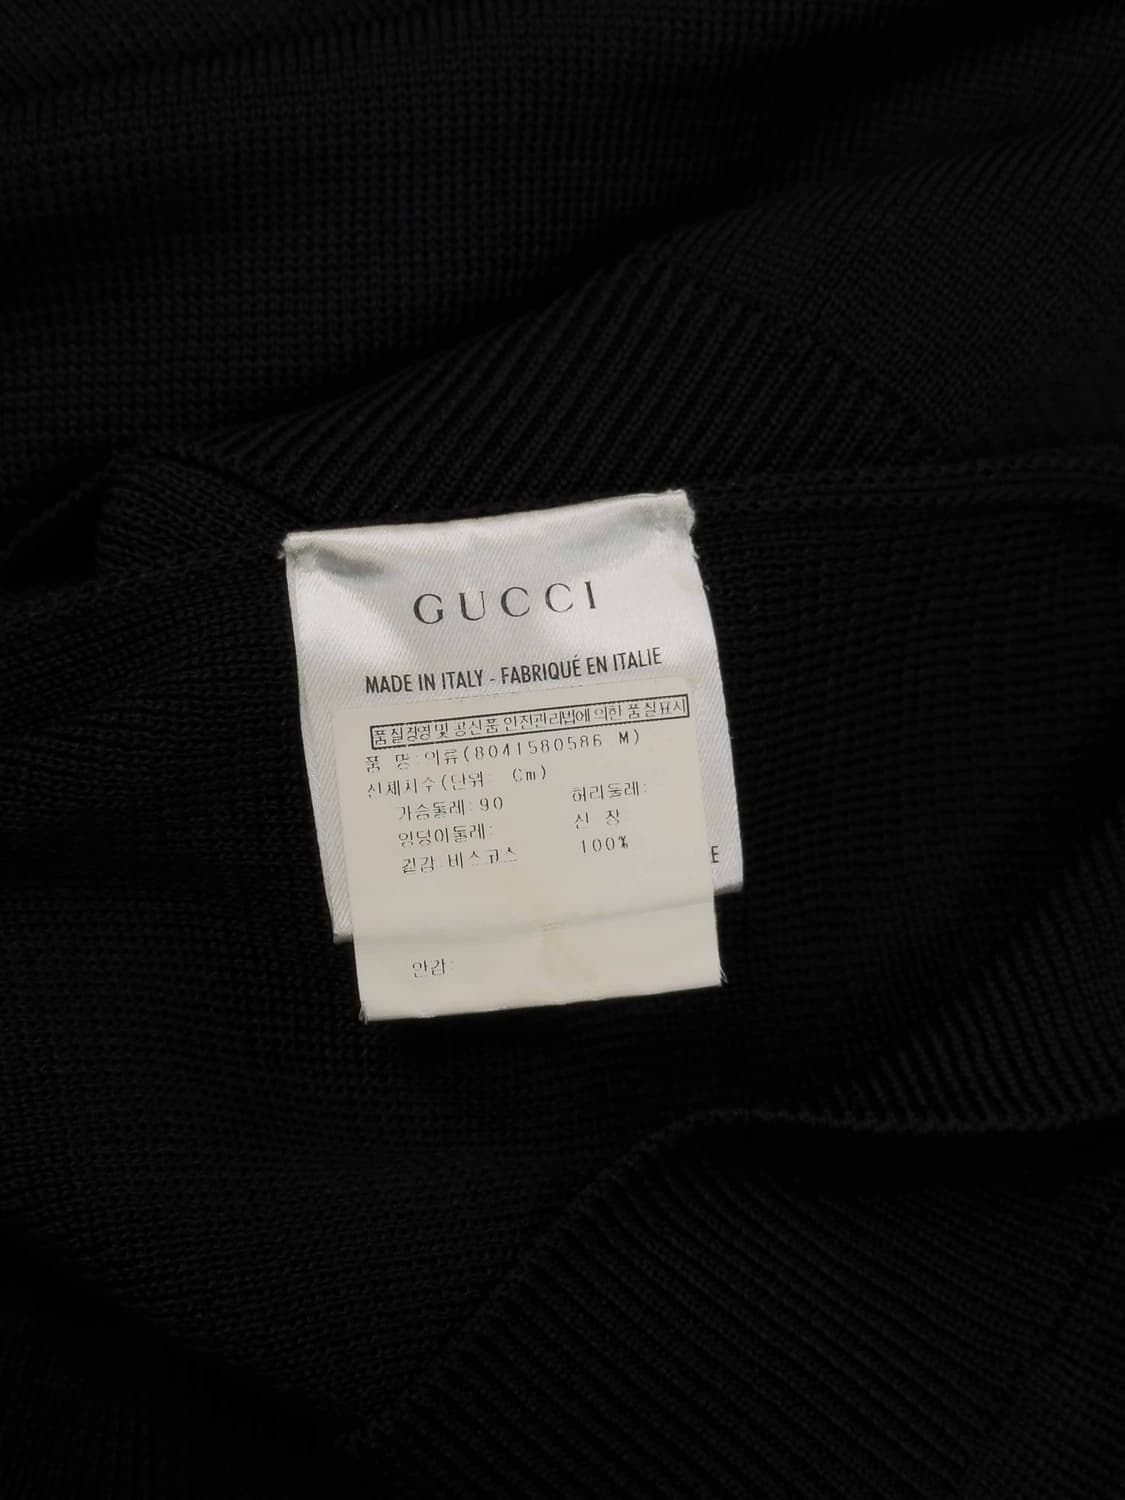 GUCCI
MADE IN ITALY - FABRIQUÉ EN ITALIE
품질경영및 공산품 안전관리법에 의한 품질표시
품 명: 의류(8041580586 M)
신체치수(단위: Cm)
가슴둘레: 90 허리둘레:
엉덩이둘레: 신 장
겉감: 비스코스 100%
E
안감: